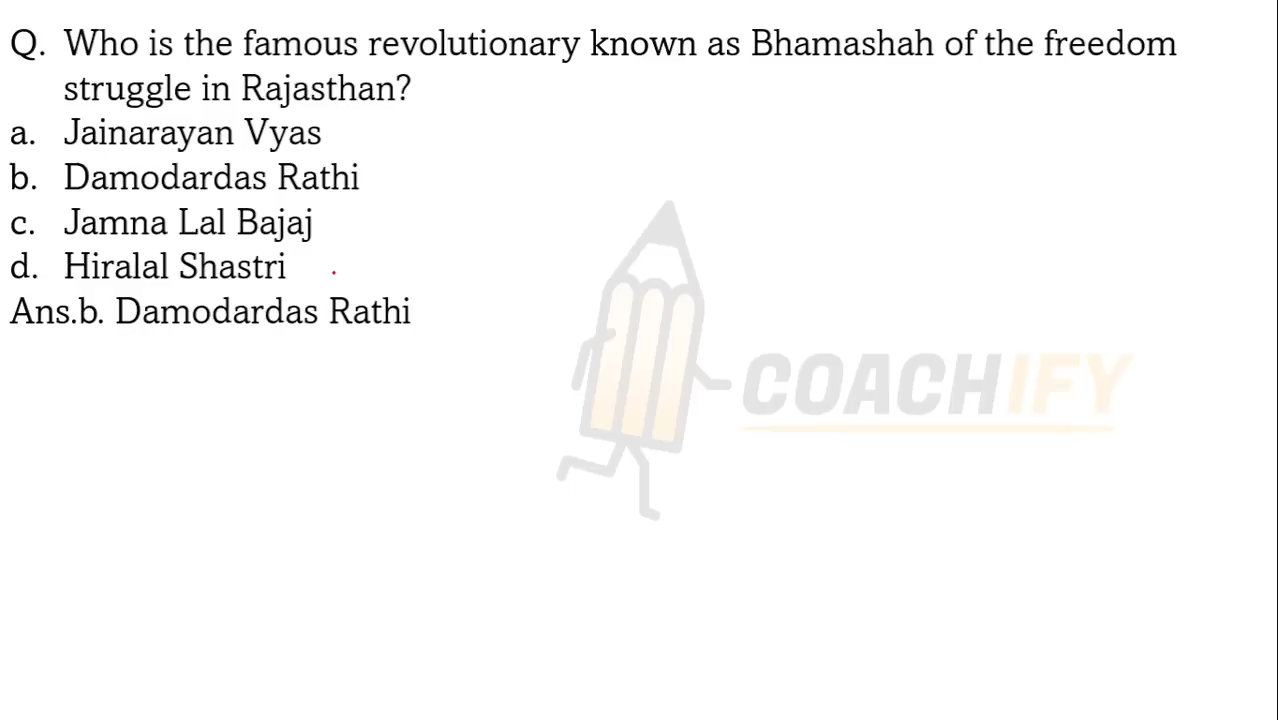 Q. Who is the famous revolutionary known as Bhamashah of the freedom
struggle in Rajasthan?
a. Jainarayan Vyas
b. Damodardas Rathi
c. Jamna Lal Bajaj
d. Hiralal Shastri
Ans.b. Damodardas Rathi
COACHIFY